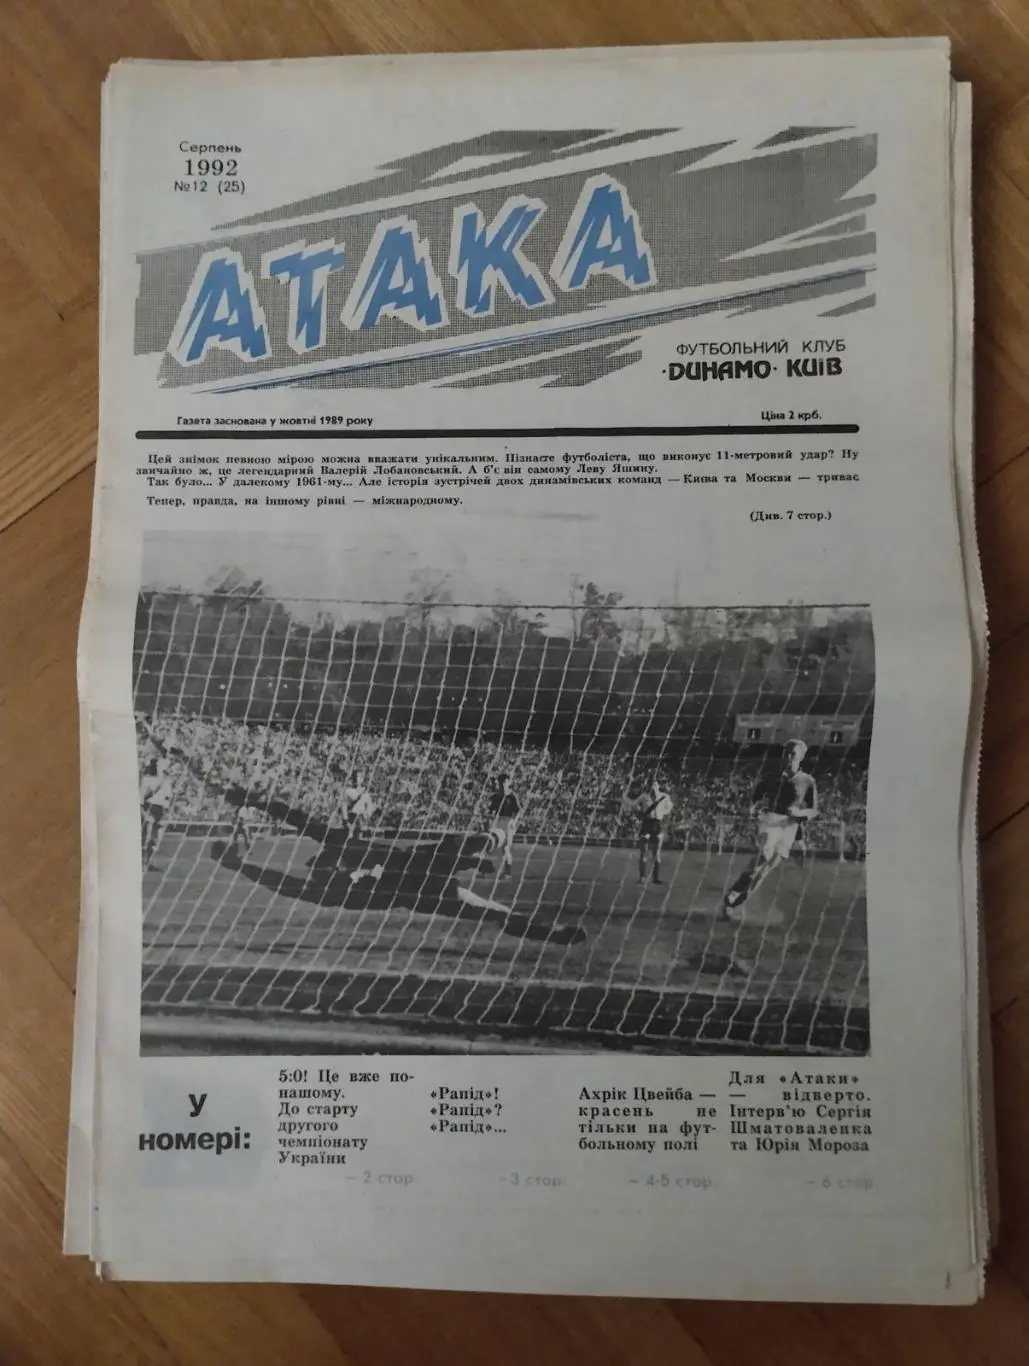 Серпень
1992
№12 (25)
АТАКА
ФУТБОЛЬНИЙ КЛУБ
·ДИНАМО· КИЇВ
Газета заснована у жовтні 1989 року
Ціна 2 крб.
Цей знімок певною мірою можна вважати унікальним. Пізнаєте футболіста, що виконує 11-метровий удар? Ну
звичайно ж, це легендарний Валерій Лобановський. А б'є він самому Леву Яшину.
Так було... У далекому 1961-му... Але історія зустрічей двох динамівських команд — Києва та Москви — триває
Тепер, правда, на іншому рівні — міжнародному.
(Див. 7 стор.)
У
номері:
5:0! Це вже по-
нашому.
До старту
другого
чемпіонату
України
– 2 стор.
«Рапід»!
«Рапід»?
«Рапід»...
– 3 стор.
Ахрік Цвейба —
красень не
тільки на фут-
больному полі
– 4-5 стор.
Для «Атаки»
— відверто.
Інтерв'ю Сергія
Шматоваленка
та Юрія Мороза
– 6 стор.